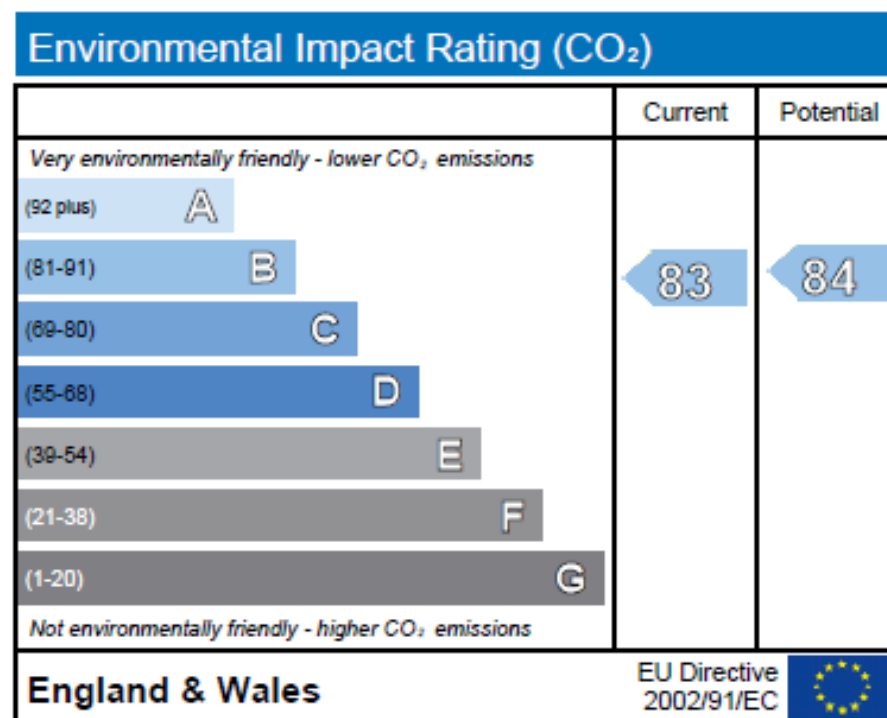 Environmental Impact Rating (CO₂)
Current Potential
Very environmentally friendly - lower CO₂ emissions
(92 plus) A
(81-91) B 83 84
(69-80) C
(55-68) D
(39-54) E
(21-38) F
(1-20) G
Not environmentally friendly - higher CO₂ emissions
England & Wales
EU Directive
2002/91/EC